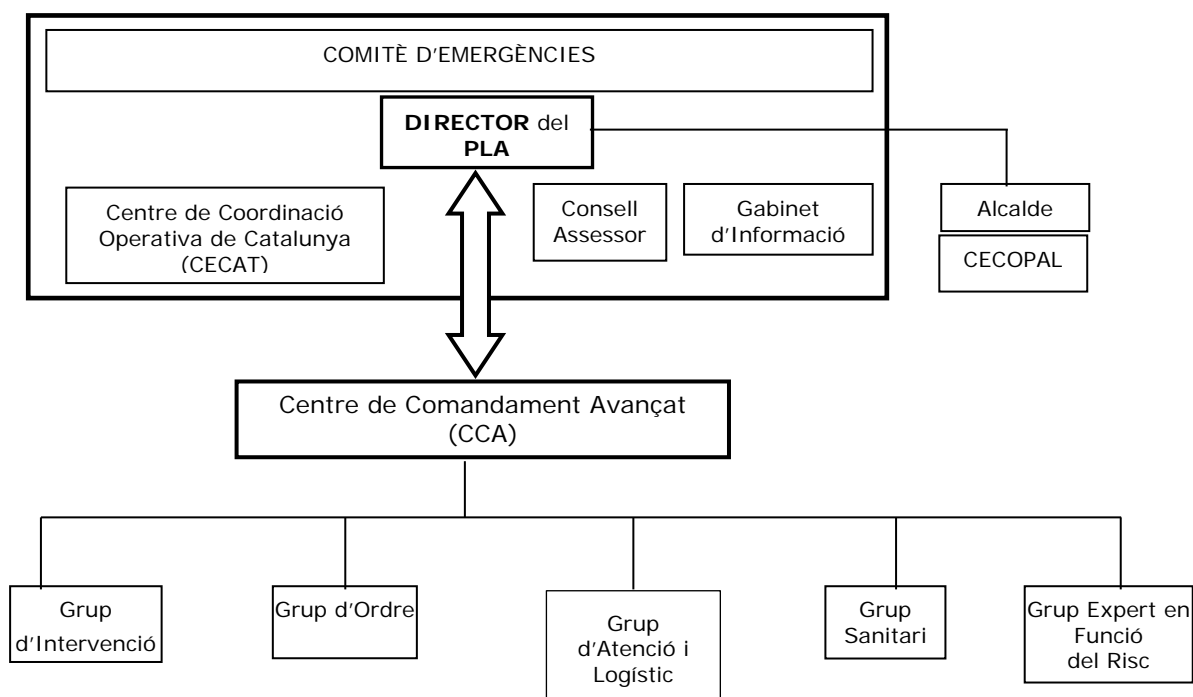 COMITÈ D'EMERGÈNCIES
DIRECTOR del
PLA
Centre de Coordinació
Operativa de Catalunya
(CECAT)
Consell
Assessor
Gabinet
d'Informació
Alcalde
CECOPAL
Centre de Comandament Avançat
(CCA)
Grup
d'Intervenció
Grup d'Ordre
Grup
d'Atenció i
Logístic
Grup
Sanitari
Grup Expert en
Funció
del Risc